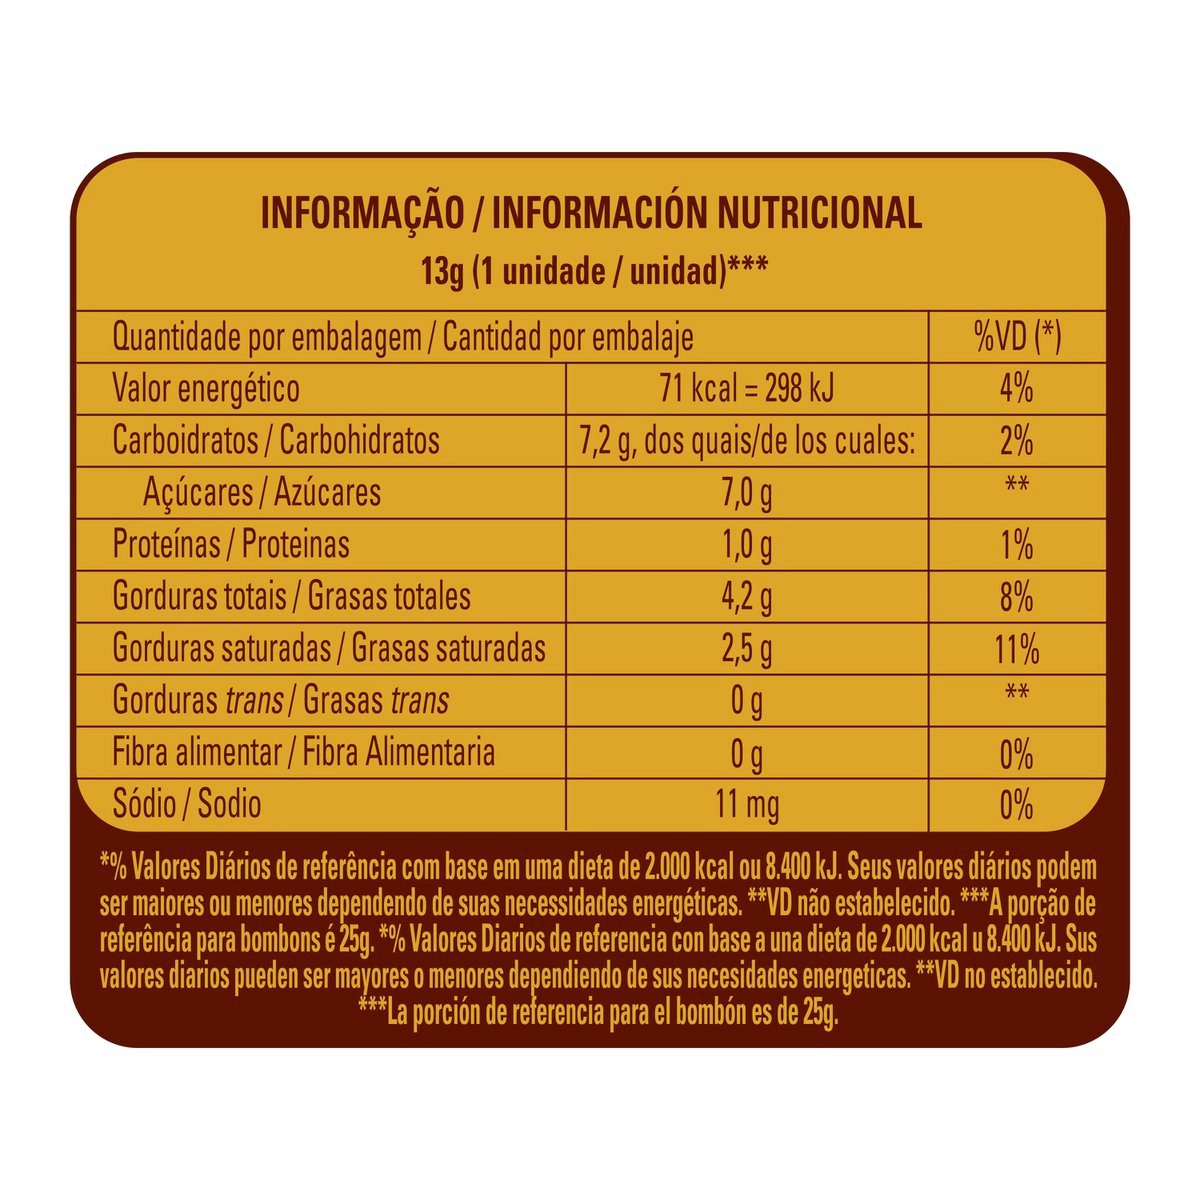 INFORMAÇÃO / INFORMACIÓN NUTRICIONAL
13g (1 unidade / unidad)***
Quantidade por embalagem / Cantidad por embalaje %VD (*)
Valor energético 71 kcal = 298 kJ 4%
Carboidratos / Carbohidratos 7,2 g, dos quais/de los cuales: 2%
Açúcares / Azúcares 7,0 g **
Proteínas / Proteinas 1,0 g 1%
Gorduras totais / Grasas totales 4,2 g 8%
Gorduras saturadas / Grasas saturadas 2,5 g 11%
Gorduras trans / Grasas trans 0 g **
Fibra alimentar / Fibra Alimentaria 0 g 0%
Sódio / Sodio 11 mg 0%
*% Valores Diários de referência com base em uma dieta de 2.000 kcal ou 8.400 kJ. Seus valores diários podem
ser maiores ou menores dependendo de suas necessidades energéticas. **VD não estabelecido. ***A porção de
referência para bombons é 25g. *% Valores Diarios de referencia con base a una dieta de 2.000 kcal u 8.400 kJ. Sus
valores diarios pueden ser mayores o menores dependiendo de sus necesidades energeticas. **VD no establecido.
***La porción de referencia para el bombón es de 25g.